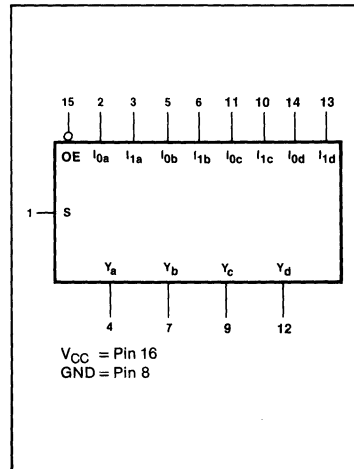 15 2 3 5 6 11 10 14 13
OE I0a I1a I0b I1b I0c I1c I0d I1d
1 S
Ya Yb Yc Yd
4 7 9 12
VCC = Pin 16
GND = Pin 8